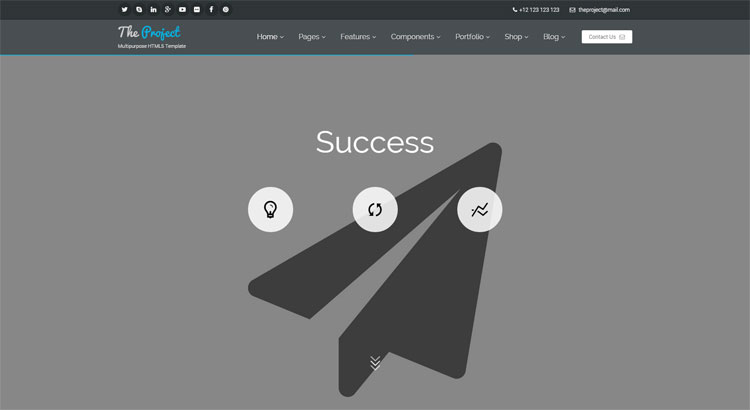 +12 123 123 123 theproject@mail.com
The Project
Multipurpose HTML5 Template
Home Pages Features Components Portfolio Shop Blog Contact Us
Success